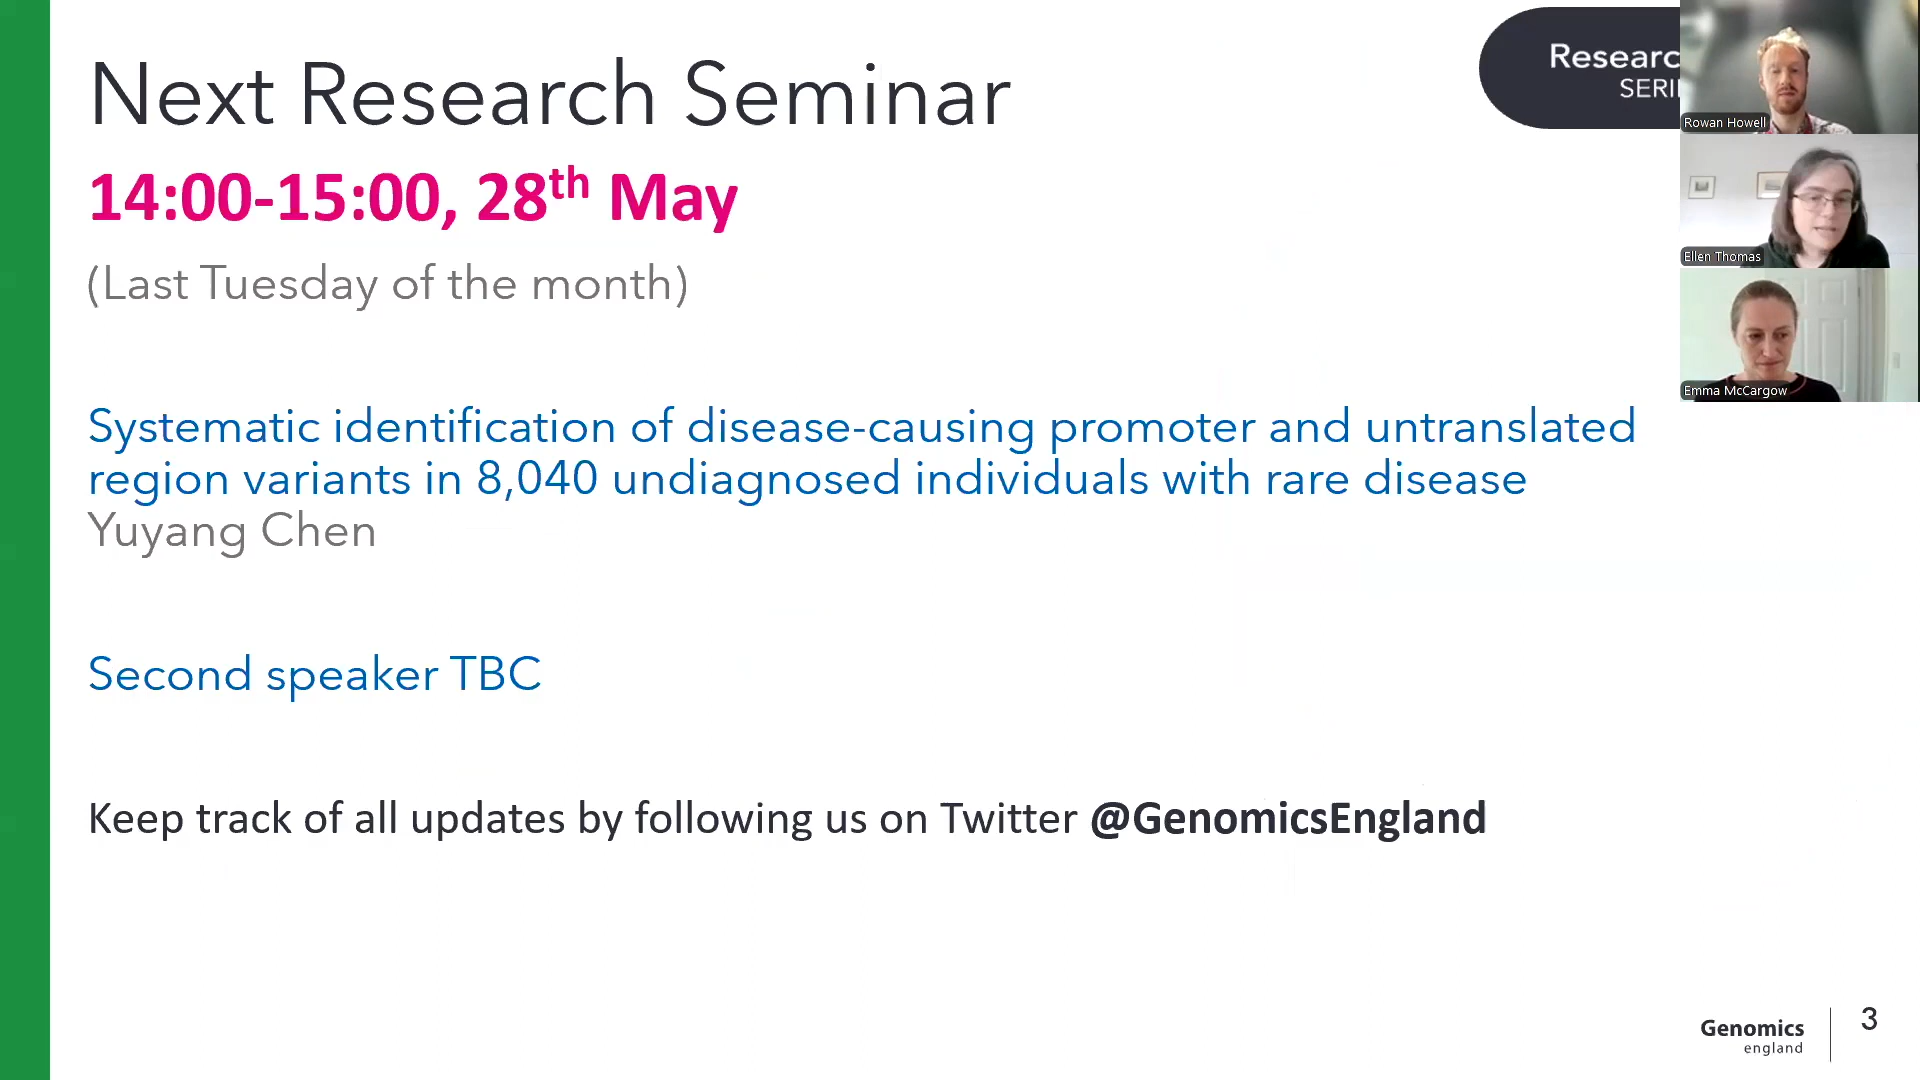 Next Research Seminar
14:00-15:00, 28th May
(Last Tuesday of the month)
Systematic identification of disease-causing promoter and untranslated
region variants in 8,040 undiagnosed individuals with rare disease
Yuyang Chen
Second speaker TBC
Keep track of all updates by following us on Twitter @GenomicsEngland
Researc
SERI
Rowan Howell
Ellen Thomas
Emma McCargow
Genomics
england
3